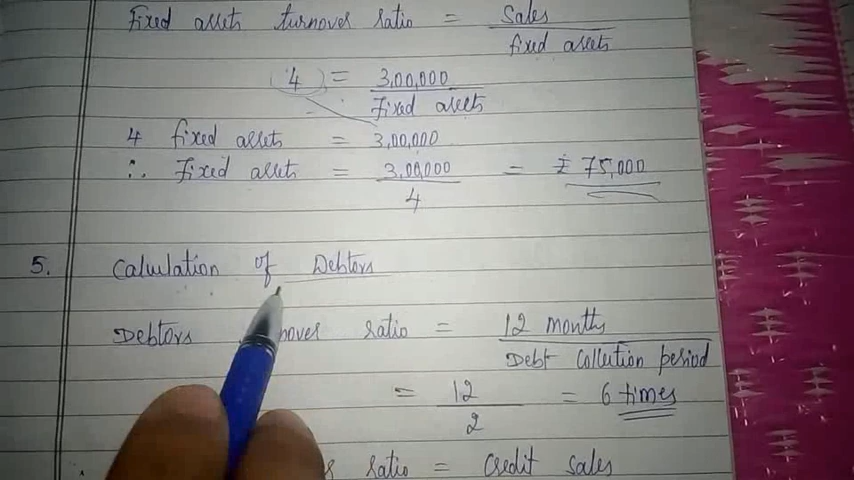 Fixed assets turnover ratio = Sales
fixed assets
4 = 3,00,000
Fixed assets
4 fixed assets = 3,00,000
∴ Fixed assets = 3,00,000 = ₹ 75,000
4
5. Calculation of Debtors
Debtors ratio = 12 months
Debt collection period
= 12 = 6 times
2
ratio = credit sales